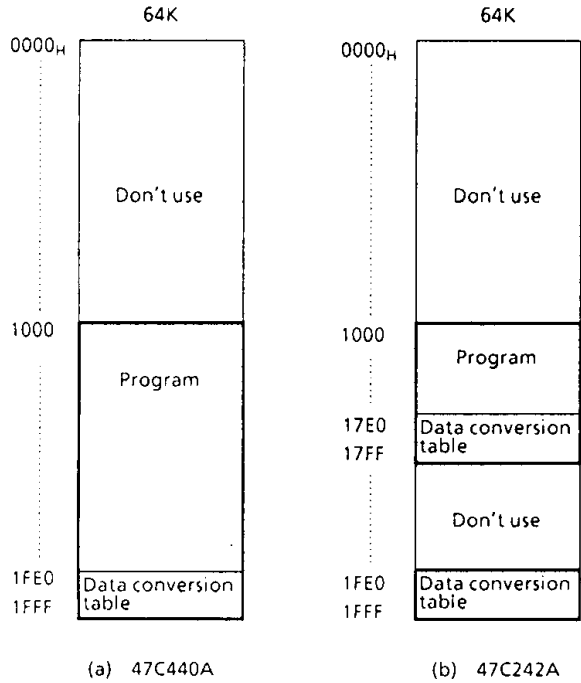 64K
0000H
Don't use
1000
Program
1FE0
Data conversion
1FFF
table
(a) 47C440A
64K
0000H
Don't use
1000
Program
17E0
Data conversion
17FF
table
Don't use
1FE0
Data conversion
1FFF
table
(b) 47C242A